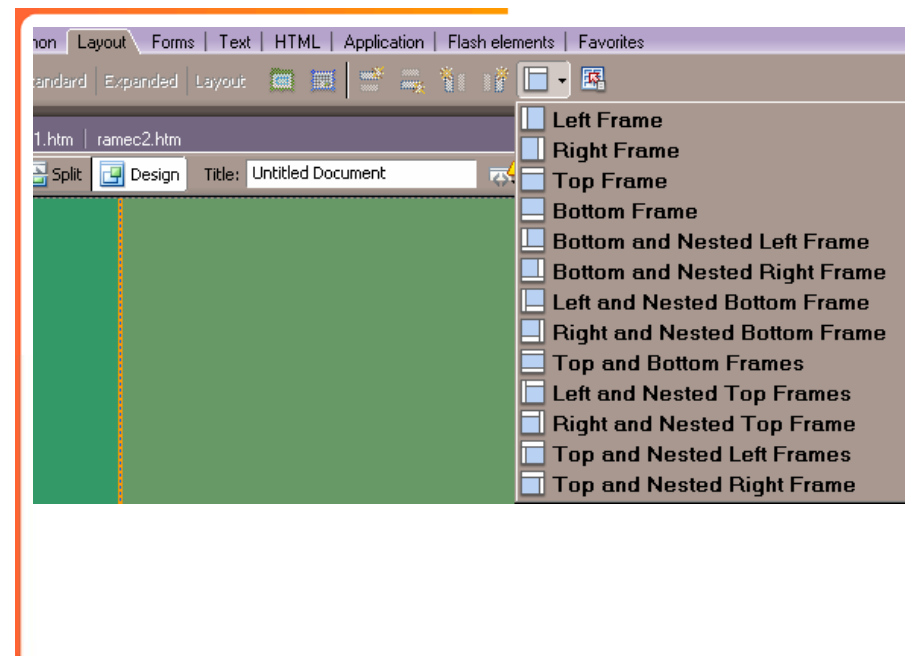 Layout Forms | Text | HTML | Application | Flash elements | Favorites
Expanded Layout
1.htm | ramec2.htm
Split Design Title: Untitled Document
Left Frame
Right Frame
Top Frame
Bottom Frame
Bottom and Nested Left Frame
Bottom and Nested Right Frame
Left and Nested Bottom Frame
Right and Nested Bottom Frame
Top and Bottom Frames
Left and Nested Top Frames
Right and Nested Top Frame
Top and Nested Left Frames
Top and Nested Right Frame